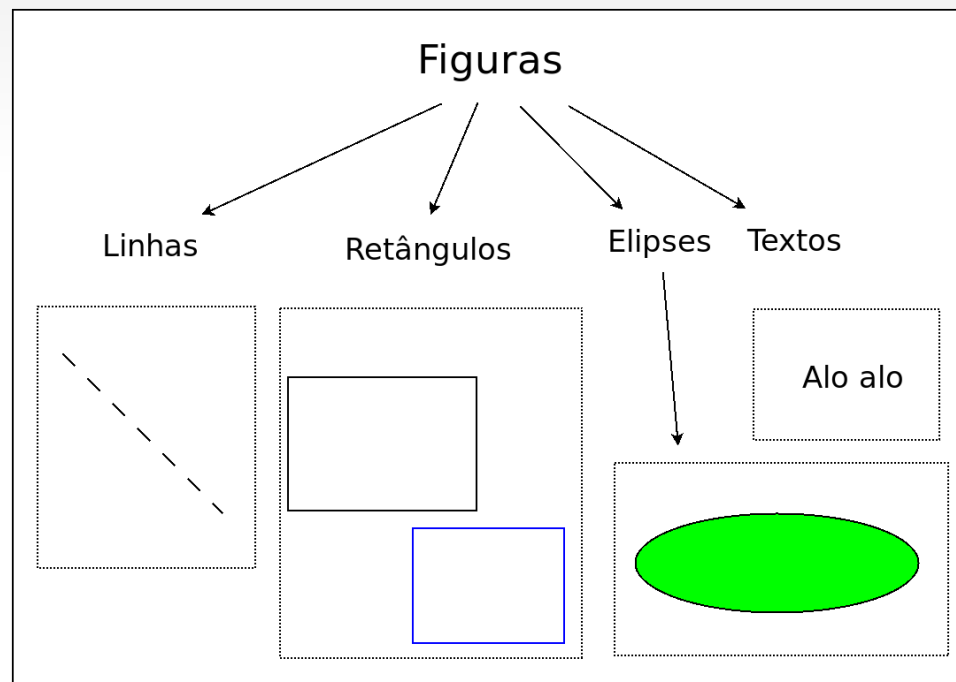 Figuras
Linhas
Retângulos
Elipses
Textos
Alo alo